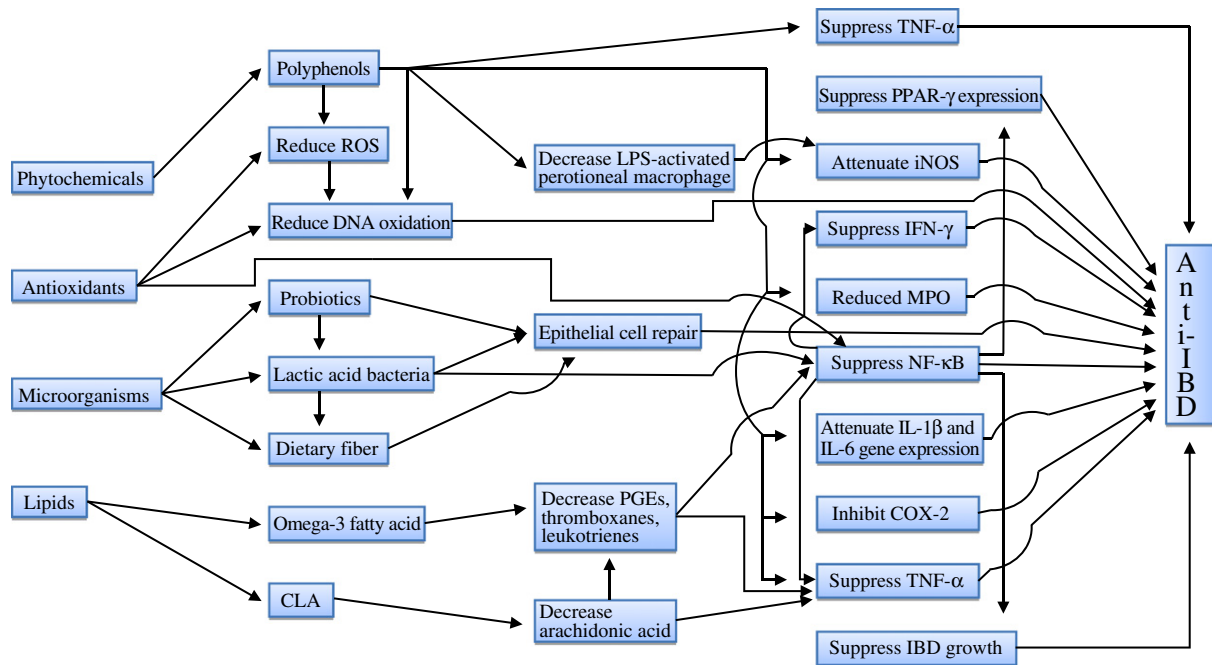 Phytochemicals
Antioxidants
Microorganisms
Lipids
Polyphenols
Reduce ROS
Reduce DNA oxidation
Probiotics
Lactic acid bacteria
Dietary fiber
Omega-3 fatty acid
CLA
Decrease LPS-activated
perotioneal macrophage
Epithelial cell repair
Decrease PGEs,
thromboxanes,
leukotrienes
Decrease
arachidonic acid
Suppress TNF-α
Suppress PPAR-γ expression
Attenuate iNOS
Suppress IFN-γ
Reduced MPO
Suppress NF-κB
Attenuate IL-1β and
IL-6 gene expression
Inhibit COX-2
Suppress TNF-α
Suppress IBD growth
Anti-IBD